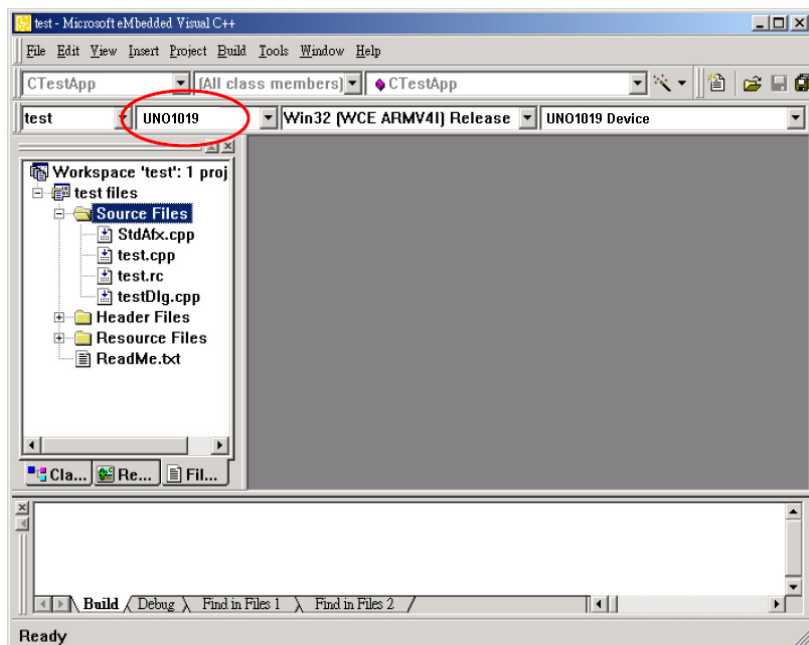 test - Microsoft eMbedded Visual C++
File Edit View Insert Project Build Tools Window Help
CTestApp [All class members] CTestApp
test UNO1019 Win32 [WCE ARMV4I] Release UNO1019 Device
Workspace 'test': 1 proj
test files
Source Files
StdAfx.cpp
test.cpp
test.rc
testDlg.cpp
Header Files
Resource Files
ReadMe.txt
Cla... Re... Fil...
Build Debug Find in Files 1 Find in Files 2
Ready